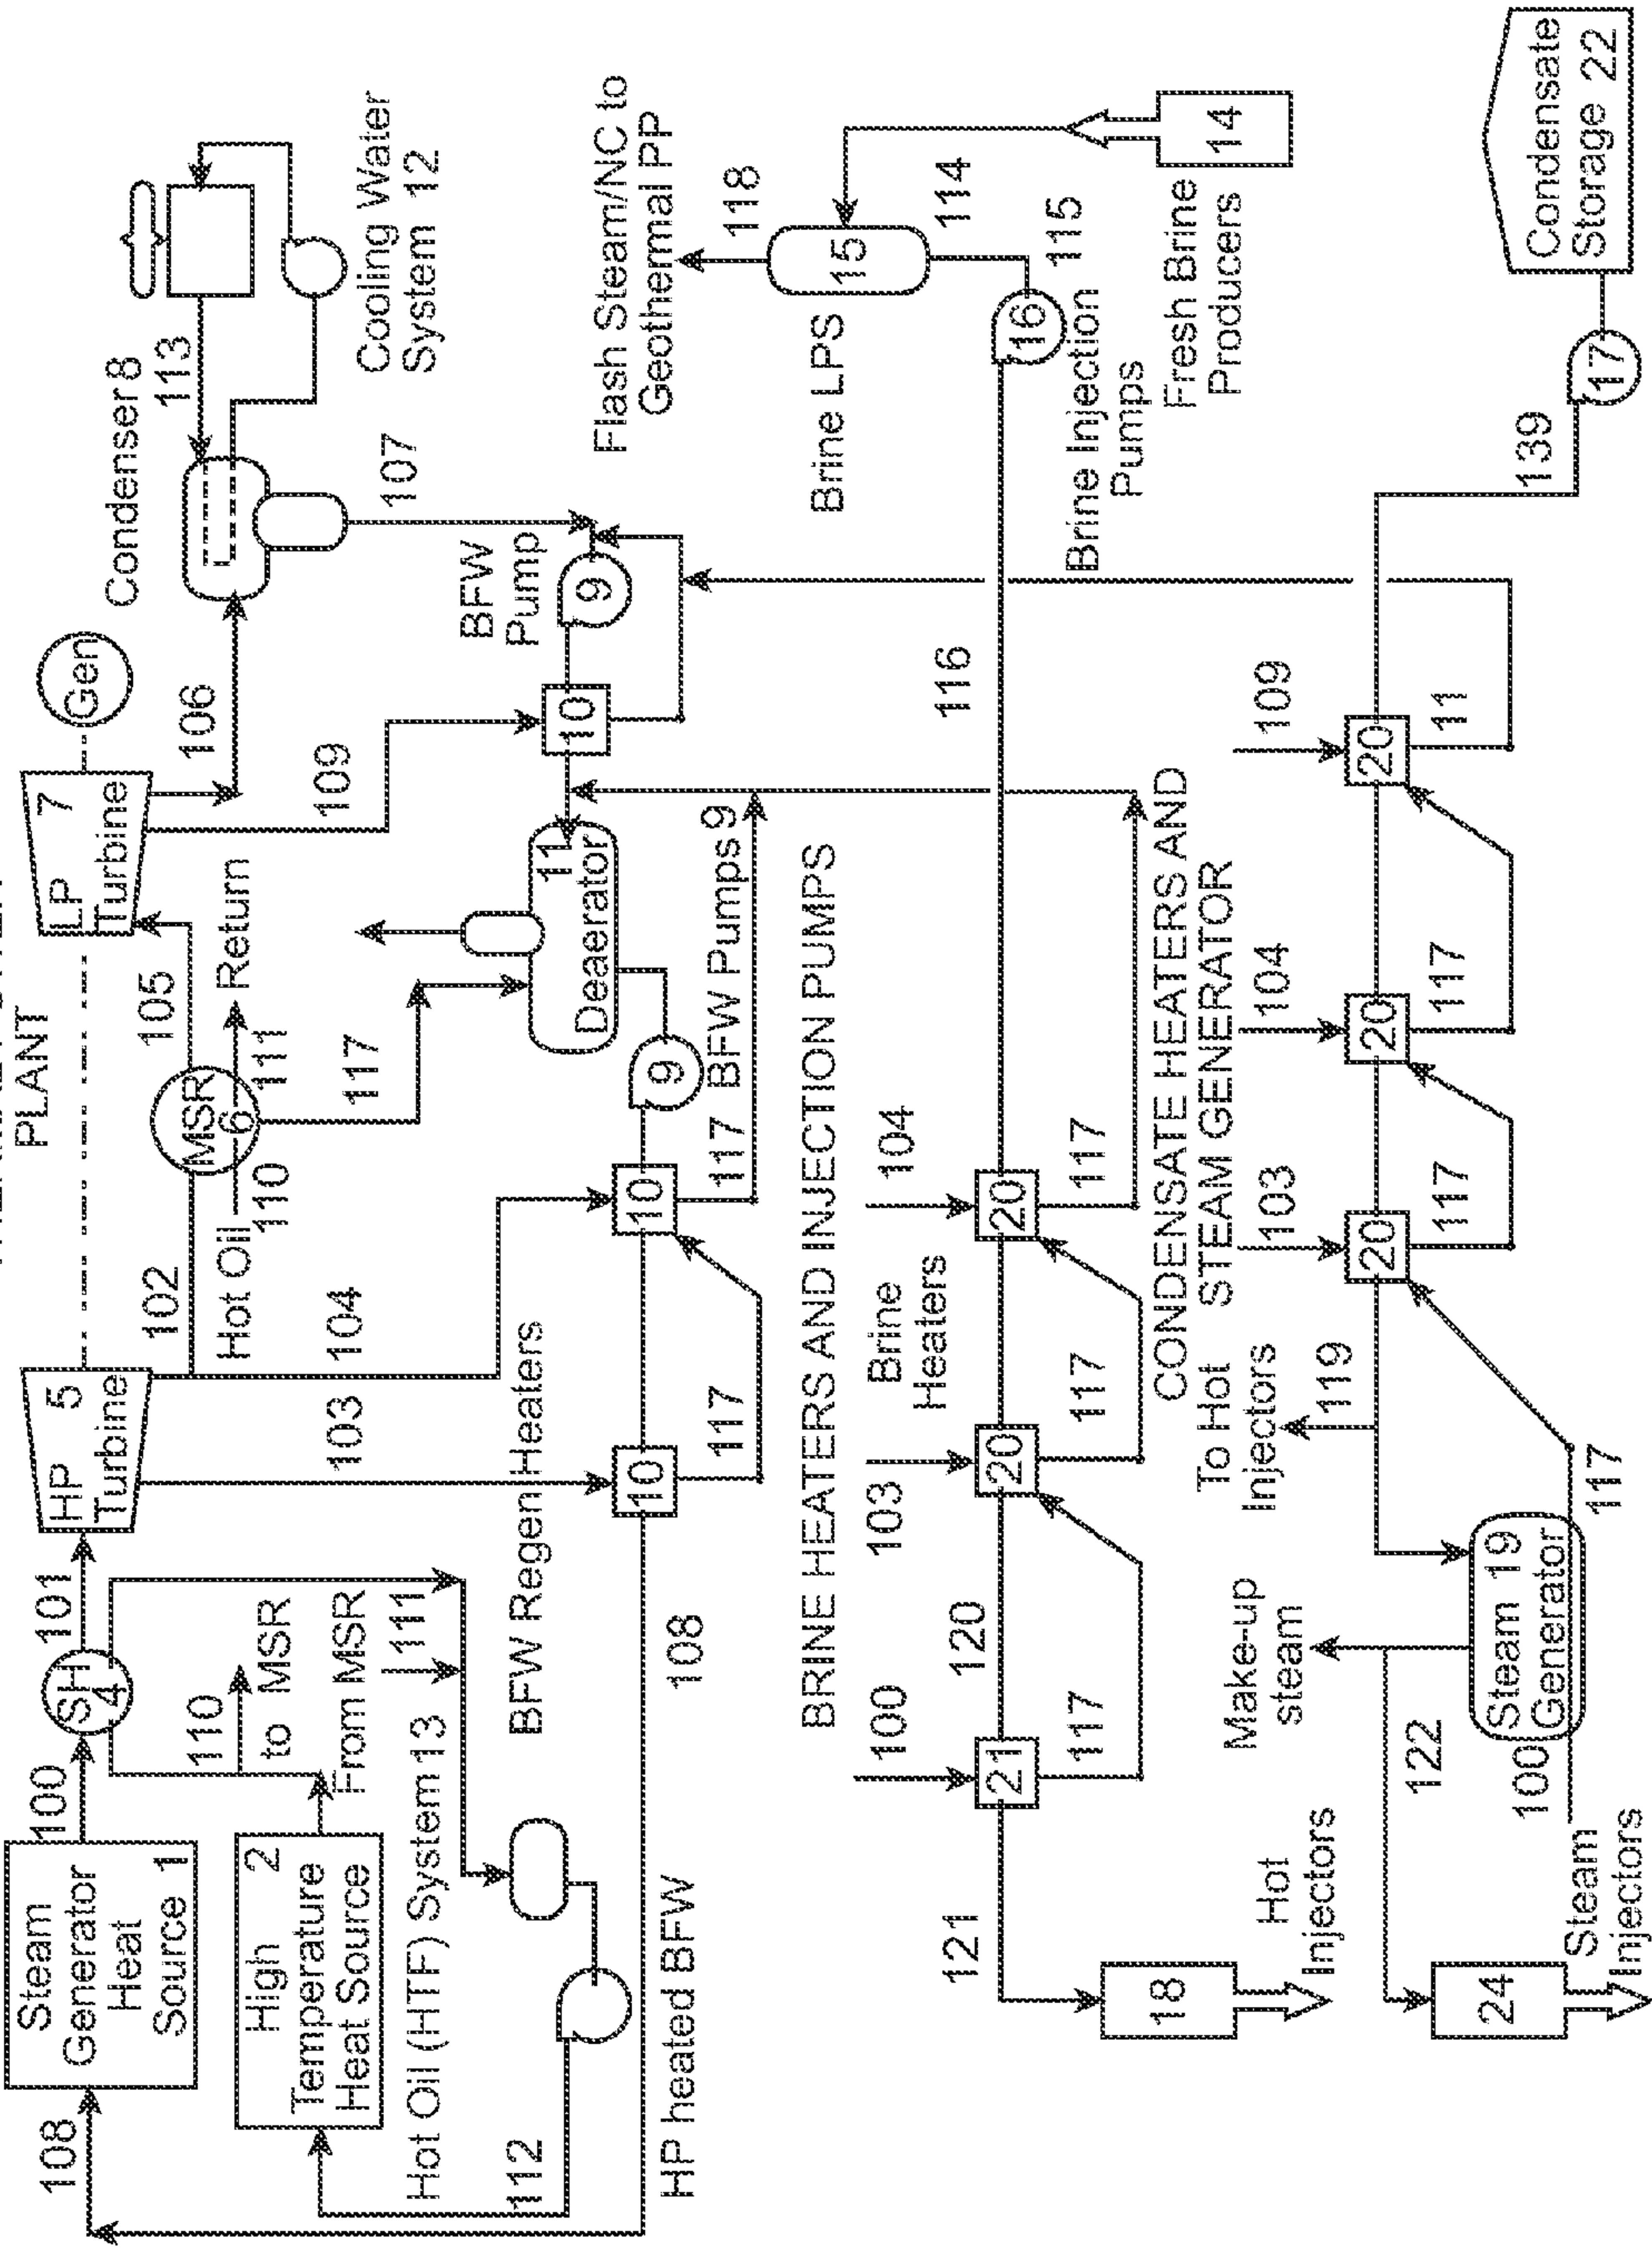 PLANT
Steam
Generator
Heat
Source 1
108
100
SH
4
101
HP 5
Turbine
102
MSR
6
105
LP 7
Turbine
Gen
106
Condenser 8
113
Cooling Water
System 12
High 2
Temperature
Heat Source
110
to MSR
From MSR
111
Hot Oil (HTF) System 13
112
Hot Oil
110
111
Return
103
104
109
107
117
BFW
Pump
9
10
11
Deaerator
BFW Regen Heaters
10
10
9
BFW Pumps 9
117
117
108
HP heated BFW
Flash Steam/NC to
Geothermal PP
118
Brine LPS
15
114
14
Fresh Brine
Producers
115
16
Brine Injection
Pumps
BRINE HEATERS AND INJECTION PUMPS
Brine
Heaters
100
103
104
116
121
21
120
20
20
117
117
117
18
Hot
Injectors
CONDENSATE HEATERS AND
STEAM GENERATOR
To Hot
Injectors
119
103
104
109
20
20
20
117
117
11
139
17
Condensate
Storage 22
Make-up
steam
122
Steam 19
Generator
100
117
24
Steam
Injectors